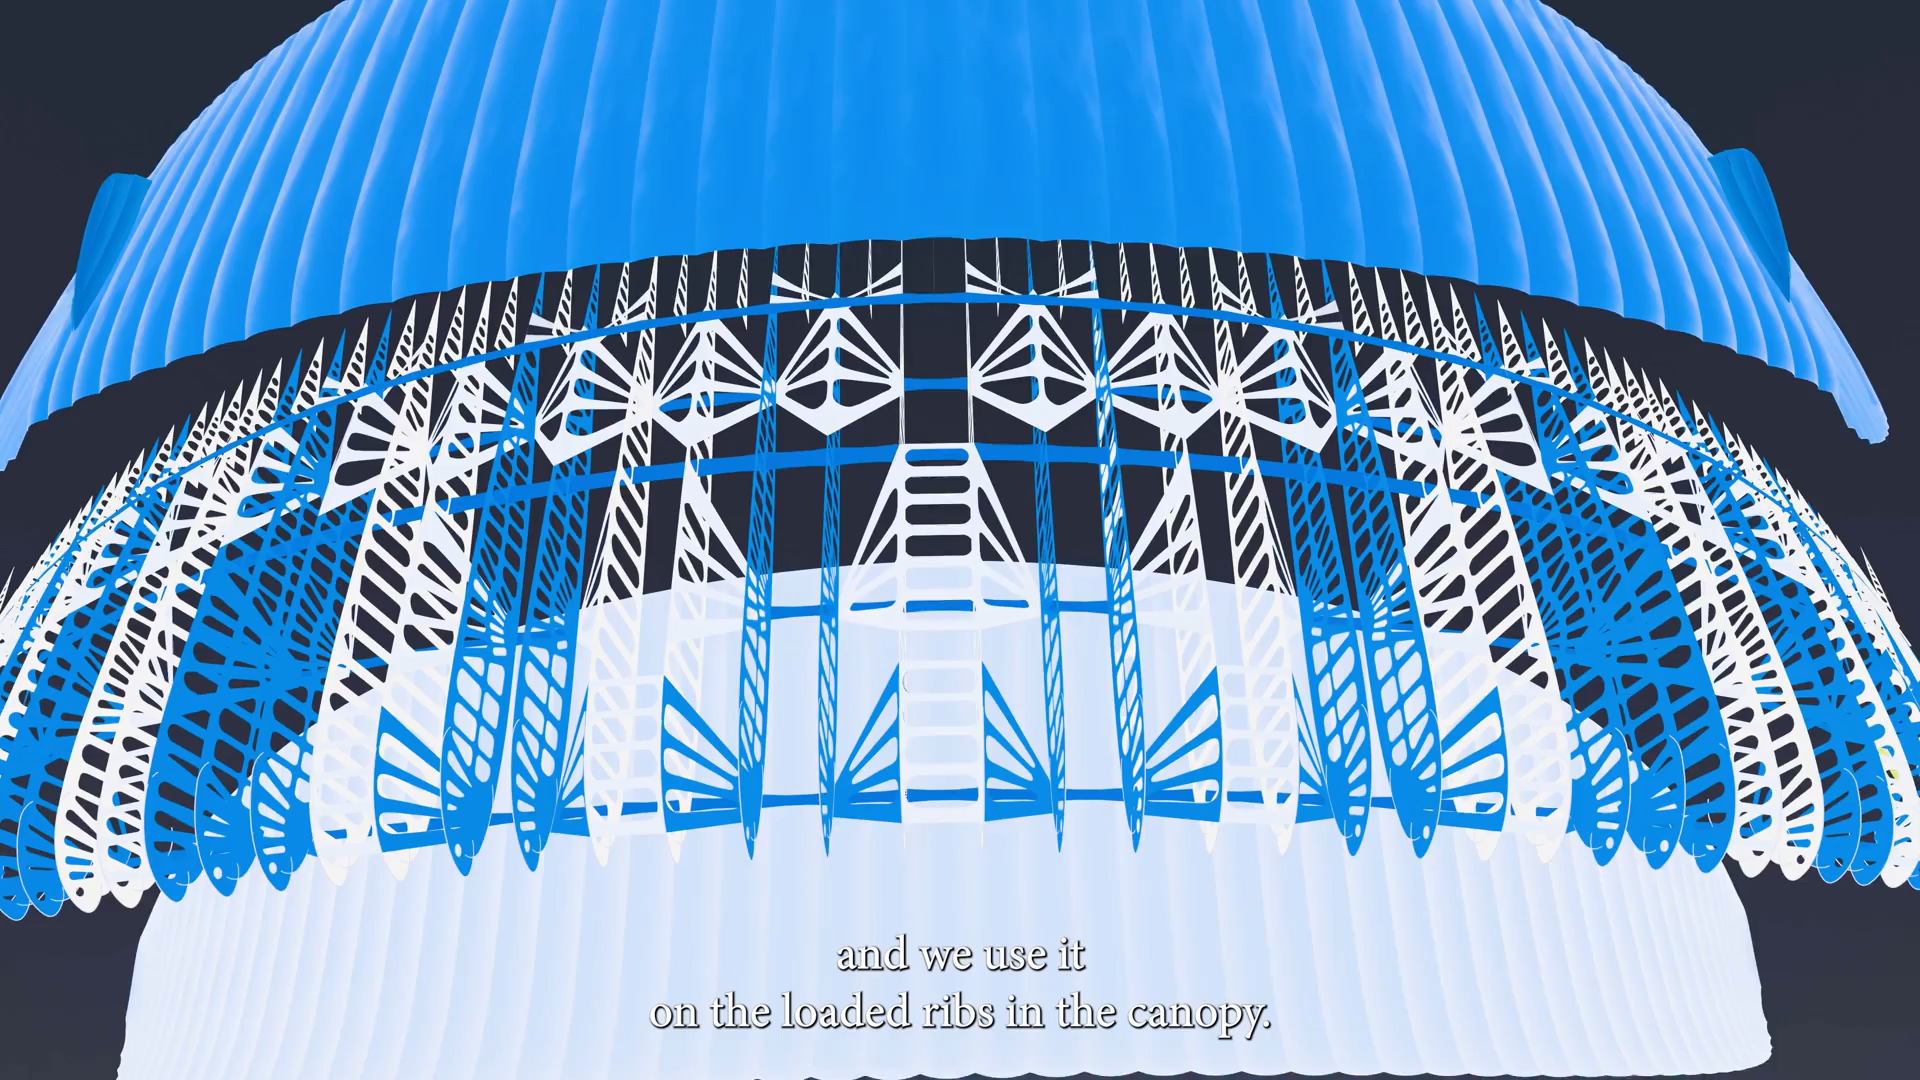 and we use it
on the loaded ribs in the canopy.